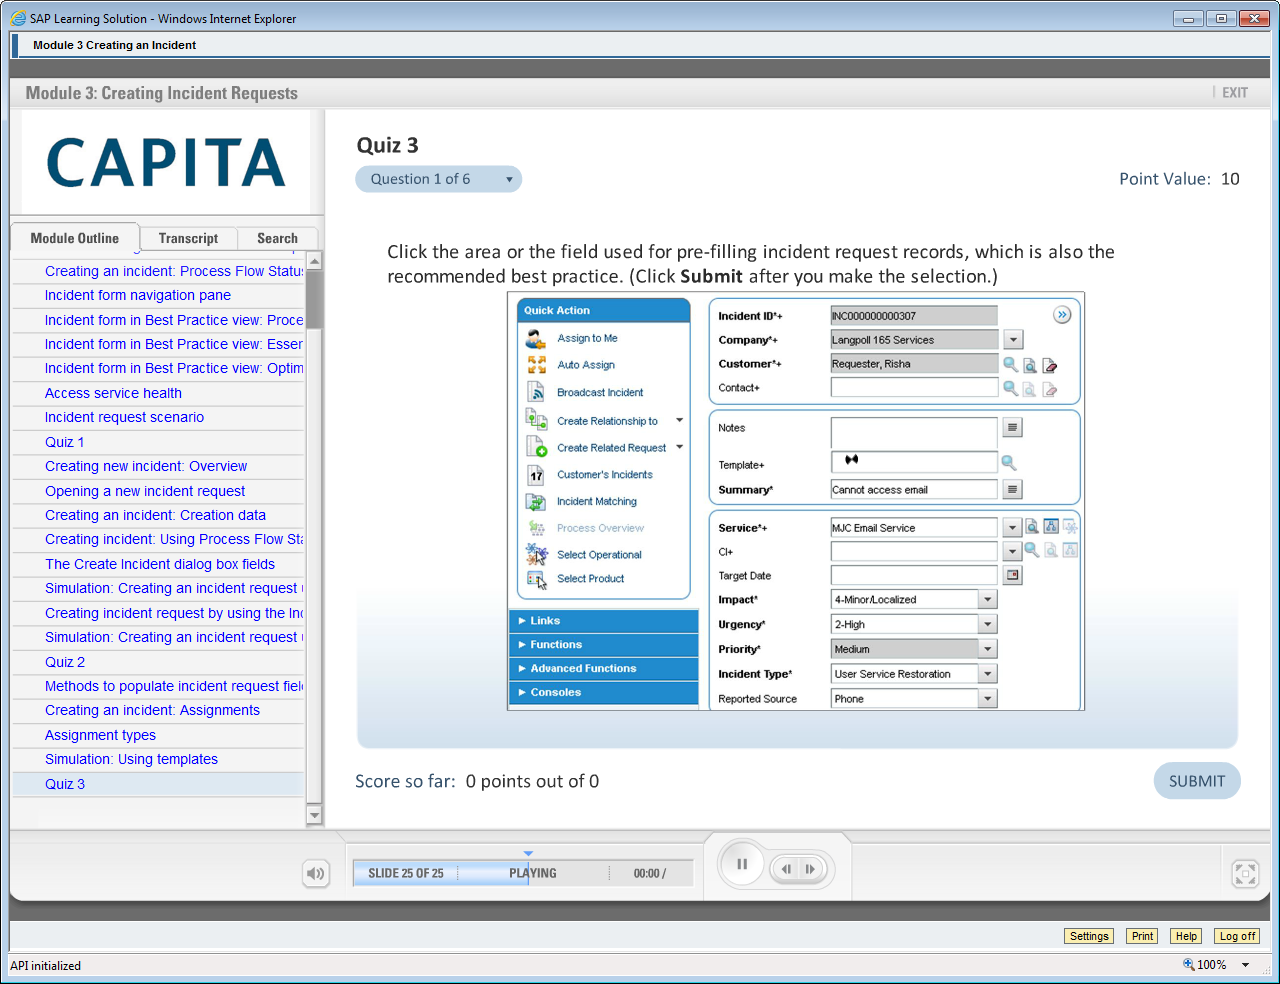 SAP Learning Solution - Windows Internet Explorer
Module 3 Creating an Incident
Module 3: Creating Incident Requests
EXIT
CAPITA
Module Outline
Transcript
Search
Creating an incident: Process Flow Statu
Incident form navigation pane
Incident form in Best Practice view: Proce
Incident form in Best Practice view: Esser
Incident form in Best Practice view: Optim
Access service health
Incident request scenario
Quiz 1
Creating new incident: Overview
Opening a new incident request
Creating an incident: Creation data
Creating incident: Using Process Flow Sta
The Create Incident dialog box fields
Simulation: Creating an incident request u
Creating incident request by using the Inc
Simulation: Creating an incident request u
Quiz 2
Methods to populate incident request fiel
Creating an incident: Assignments
Assignment types
Simulation: Using templates
Quiz 3
Quiz 3
Question 1 of 6
Point Value: 10
Click the area or the field used for pre-filling incident request records, which is also the
recommended best practice. (Click Submit after you make the selection.)
Quick Action
Assign to Me
Auto Assign
Broadcast Incident
Create Relationship to
Create Related Request
17 Customer's Incidents
Incident Matching
Process Overview
Select Operational
Select Product
Links
Functions
Advanced Functions
Consoles
Incident ID*+ INC000000000307
Company*+ Langpoll 165 Services
Customer*+ Requester, Risha
Contact+
Notes
Template+
Summary* Cannot access email
Service*+ MJC Email Service
CI+
Target Date
Impact* 4-Minor/Localized
Urgency* 2-High
Priority* Medium
Incident Type* User Service Restoration
Reported Source Phone
Score so far: 0 points out of 0
SUBMIT
SLIDE 25 OF 25
PLAYING
00:00 /
Settings
Print
Help
Log off
API initialized
100%